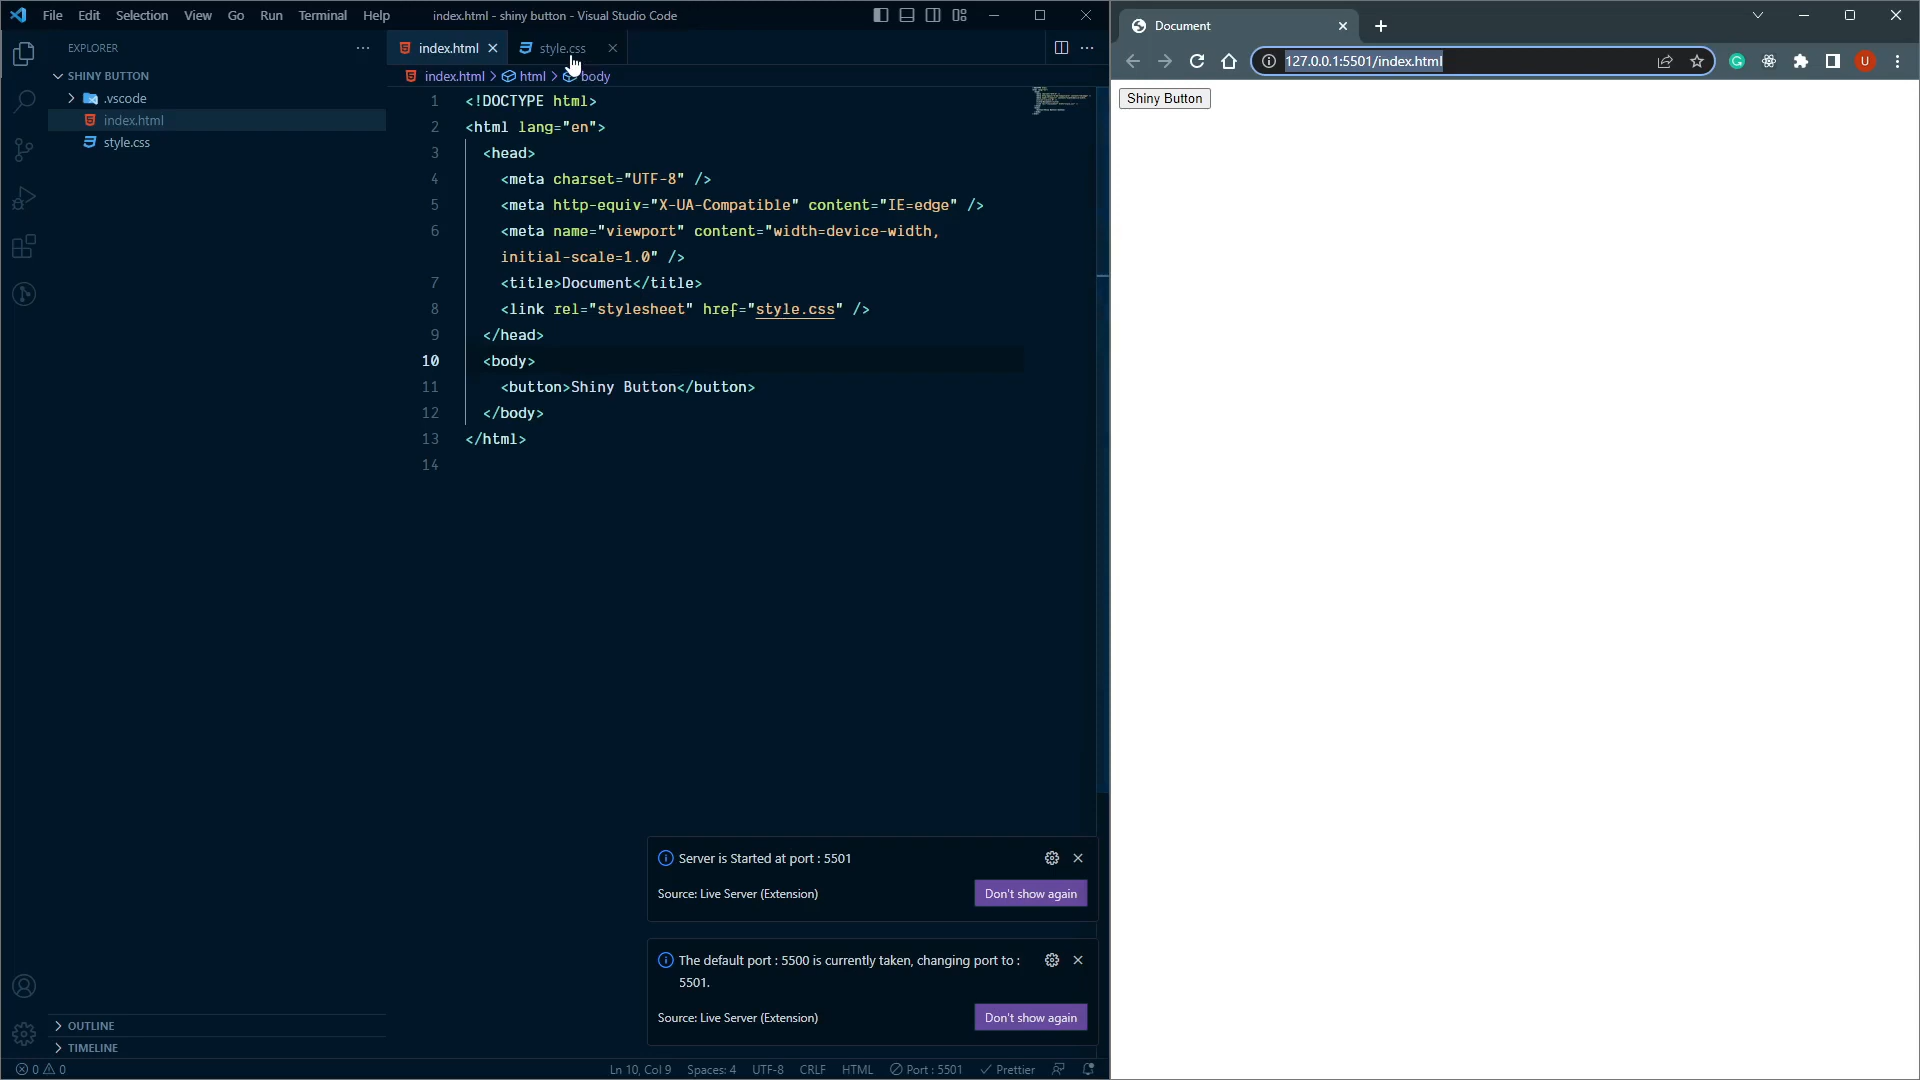 File Edit Selection View Go Run Terminal Help
index.html - shiny button - Visual Studio Code
EXPLORER
SHINY BUTTON
.vscode
index.html
style.css
OUTLINE
TIMELINE
index.html style.css
index.html > html > body
1 <!DOCTYPE html>
2 <html lang="en">
3 <head>
4 <meta charset="UTF-8" />
5 <meta http-equiv="X-UA-Compatible" content="IE=edge" />
6 <meta name="viewport" content="width=device-width,
initial-scale=1.0" />
7 <title>Document</title>
8 <link rel="stylesheet" href="style.css" />
9 </head>
10 <body>
11 <button>Shiny Button</button>
12 </body>
13 </html>
14
Server is Started at port : 5501
Source: Live Server (Extension) Don't show again
The default port : 5500 is currently taken, changing port to :
5501.
Source: Live Server (Extension) Don't show again
0 0 Ln 10, Col 9 Spaces: 4 UTF-8 CRLF HTML Port : 5501 Prettier
Document
127.0.0.1:5501/index.html
U
Shiny Button